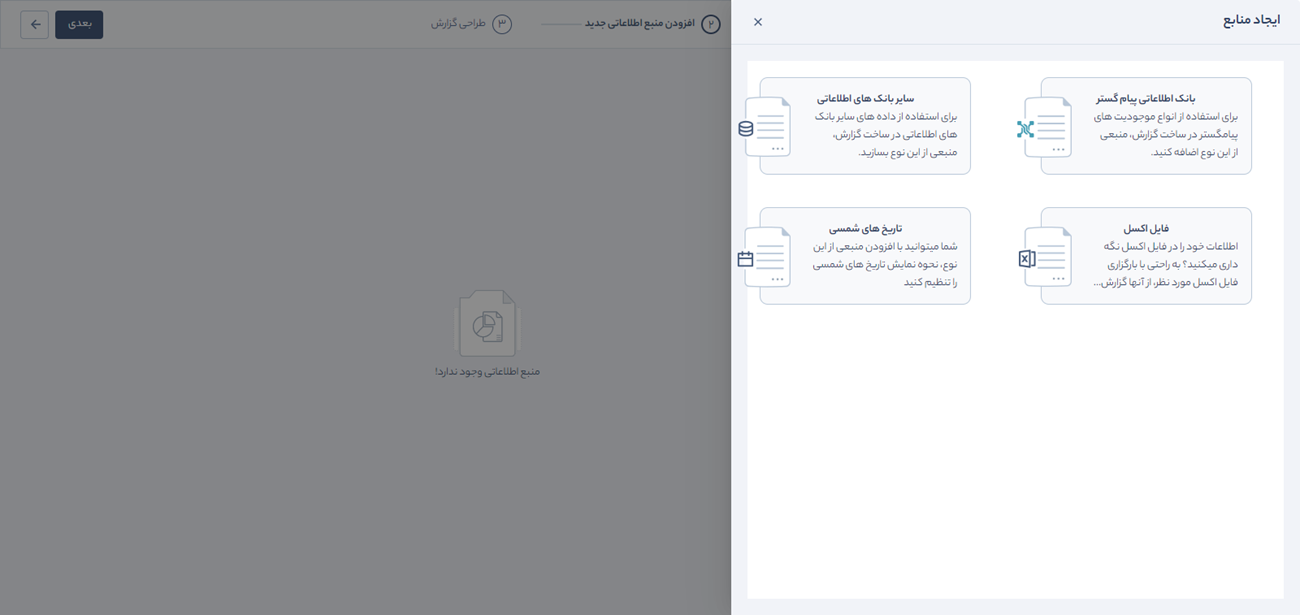 ایجاد منابع
بانک اطلاعاتی پیام گستر
برای استفاده از انواع موجودیت های
پیامگستر در ساخت گزارش، منبعی
از این نوع اضافه کنید.
سایر بانک های اطلاعاتی
برای استفاده از داده های سایر بانک
های اطلاعاتی در ساخت گزارش،
منبعی از این نوع بسازید.
فایل اکسل
اطلاعات خود را در فایل اکسل نگه
داری میکنید؟ به راحتی با بارگزاری
فایل اکسل مورد نظر، از آنها گزارش...
تاریخ های شمسی
شما میتوانید با افزودن منبعی از این
نوع، نحوه نمایش تاریخ های شمسی
را تنظیم کنید
۲ افزودن منبع اطلاعاتی جدید
۳ طراحی گزارش
بعدی
منبع اطلاعاتی وجود ندارد!